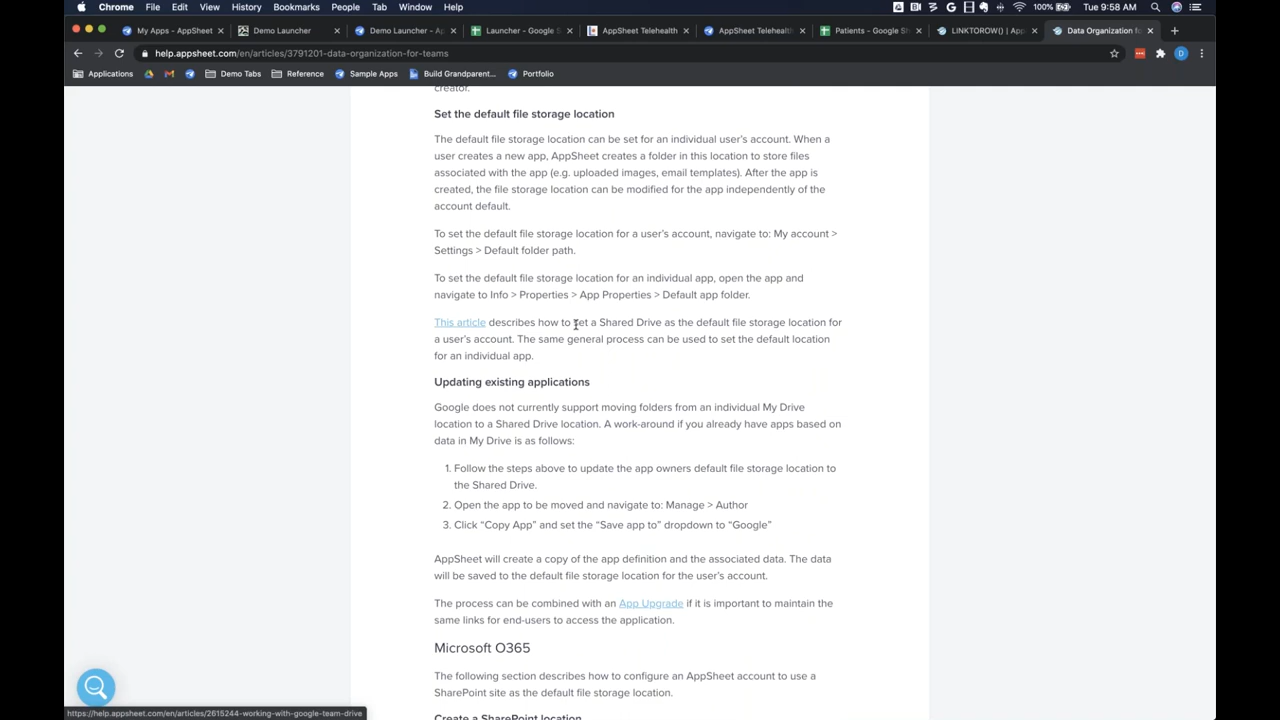 Chrome File Edit View History Bookmarks People Tab Window Help
100% Tue 9:58 AM
My Apps - AppSheet
Demo Launcher
Demo Launcher - Ap
Launcher - Google S
AppSheet Telehealth
AppSheet Telehealt
Patients - Google Sh
LINKTOROW() | App
Data Organization fo
help.appsheet.com/en/articles/3791201-data-organization-for-teams
D
Applications
Demo Tabs
Reference
Sample Apps
Build Grandparent...
Portfolio
creator.
Set the default file storage location
The default file storage location can be set for an individual user's account. When a
user creates a new app, AppSheet creates a folder in this location to store files
associated with the app (e.g. uploaded images, email templates). After the app is
created, the file storage location can be modified for the app independently of the
account default.
To set the default file storage location for a user's account, navigate to: My account >
Settings > Default folder path.
To set the default file storage location for an individual app, open the app and
navigate to Info > Properties > App Properties > Default app folder.
This article describes how to set a Shared Drive as the default file storage location for
a user's account. The same general process can be used to set the default location
for an individual app.
Updating existing applications
Google does not currently support moving folders from an individual My Drive
location to a Shared Drive location. A work-around if you already have apps based on
data in My Drive is as follows:
1. Follow the steps above to update the app owners default file storage location to
the Shared Drive.
2. Open the app to be moved and navigate to: Manage > Author
3. Click “Copy App” and set the “Save app to” dropdown to “Google”
AppSheet will create a copy of the app definition and the associated data. The data
will be saved to the default file storage location for the user's account.
The process can be combined with an App Upgrade if it is important to maintain the
same links for end-users to access the application.
Microsoft O365
The following section describes how to configure an AppSheet account to use a
SharePoint site as the default file storage location.
Create a SharePoint location
https://help.appsheet.com/en/articles/2615244-working-with-google-team-drive